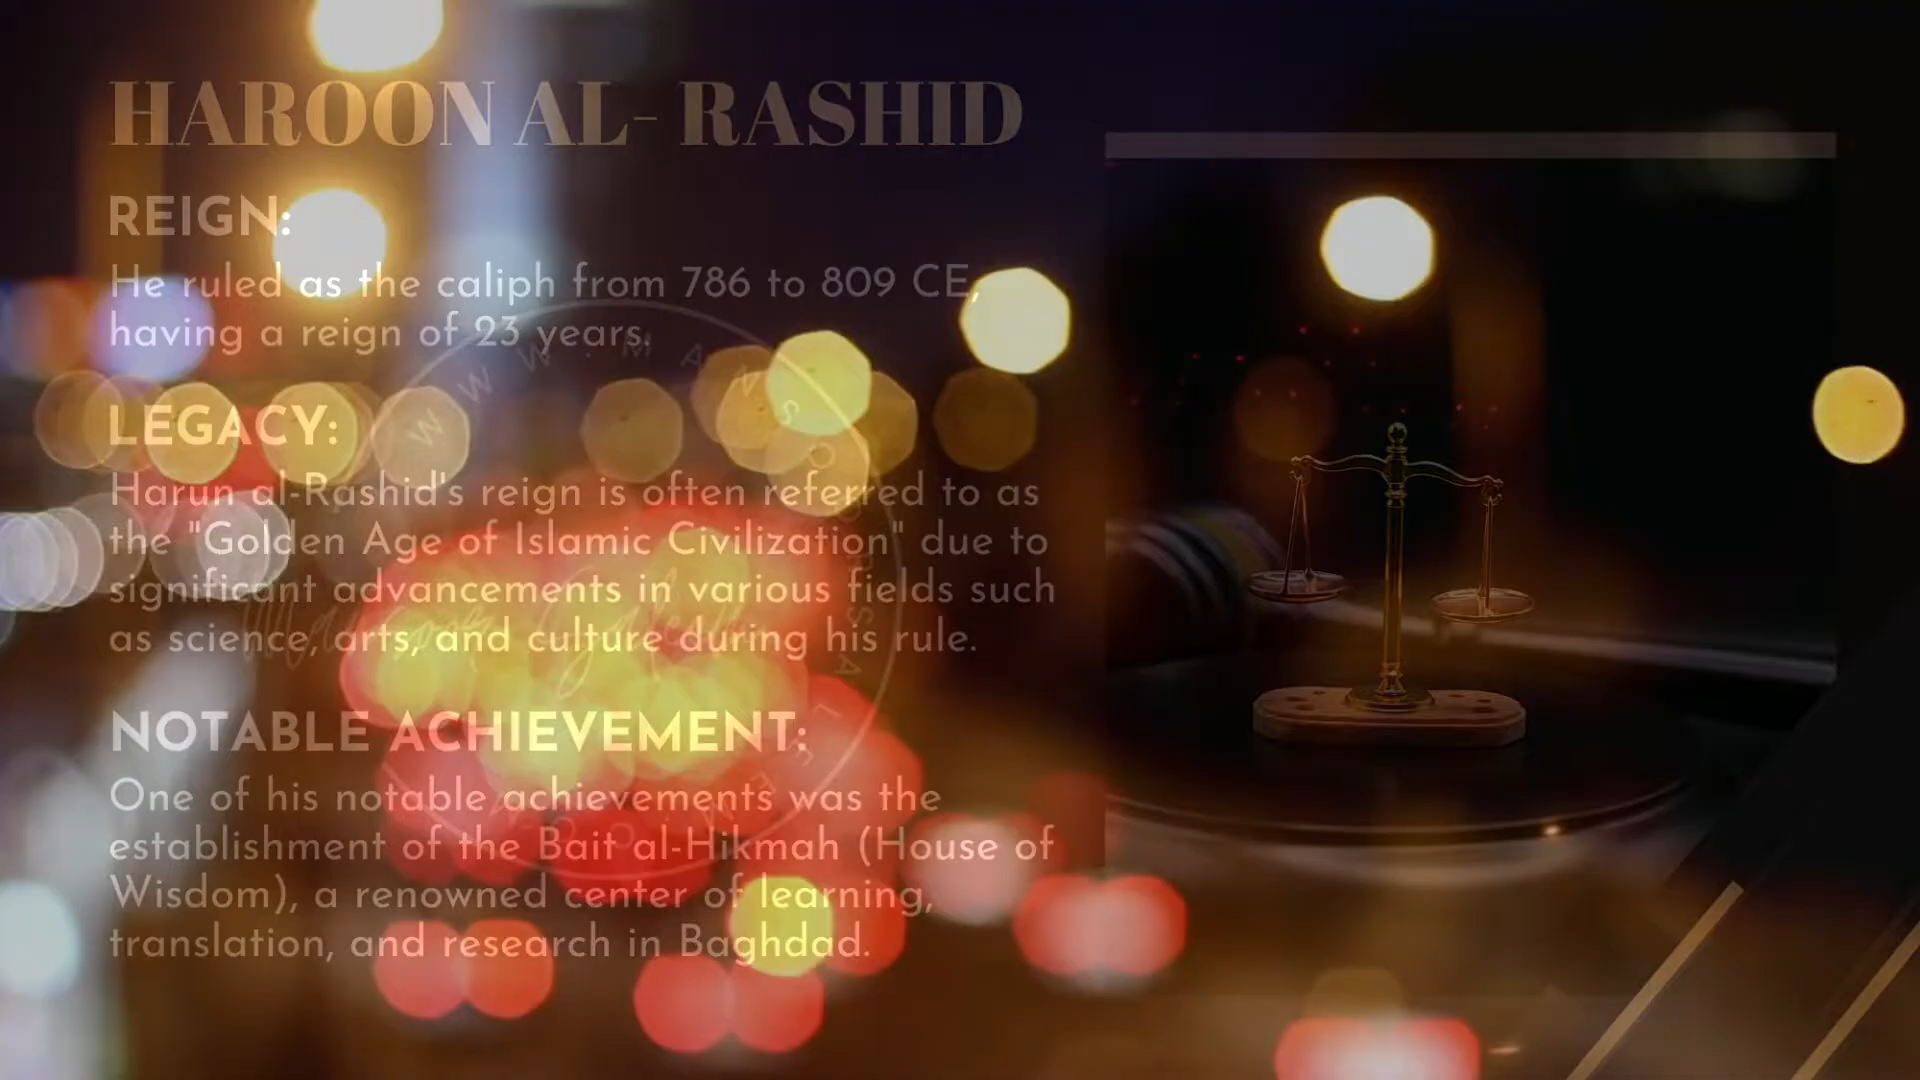 HAROON AL- RASHID
REIGN:
He ruled as the caliph from 786 to 809 CE,
having a reign of 23 years.
LEGACY:
Harun al-Rashid's reign is often referred to as
the "Golden Age of Islamic Civilization" due to
significant advancements in various fields such
as science, arts, and culture during his rule.
NOTABLE ACHIEVEMENT:
One of his notable achievements was the
establishment of the Bait al-Hikmah (House of
Wisdom), a renowned center of learning,
translation, and research in Baghdad.